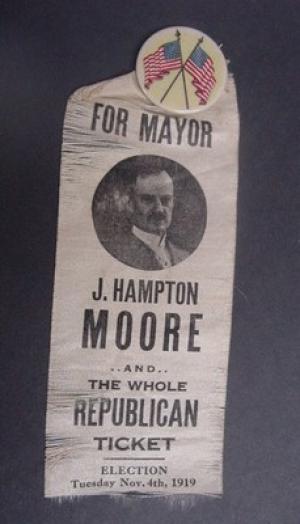 FOR MAYOR
J. HAMPTON
MOORE
..AND..
THE WHOLE
REPUBLICAN
TICKET
ELECTION
Tuesday Nov. 4th, 1919